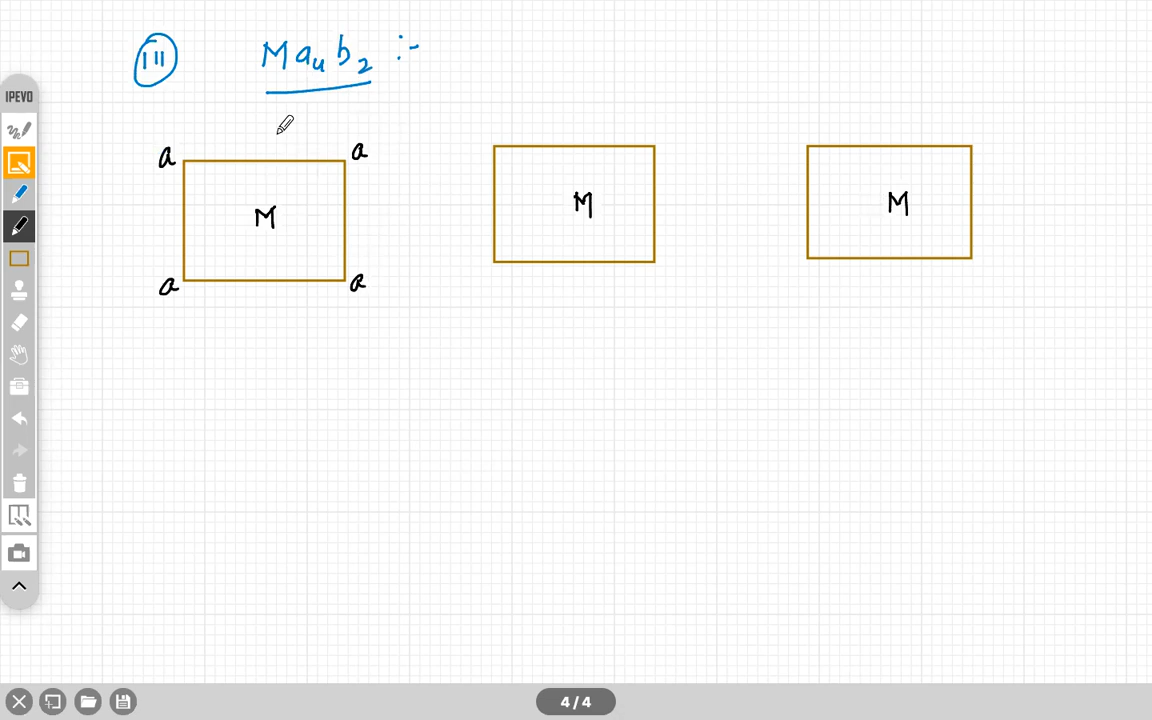 III Ma₄b₂ :-
IPEVO
a a
M M M
a a
4/4